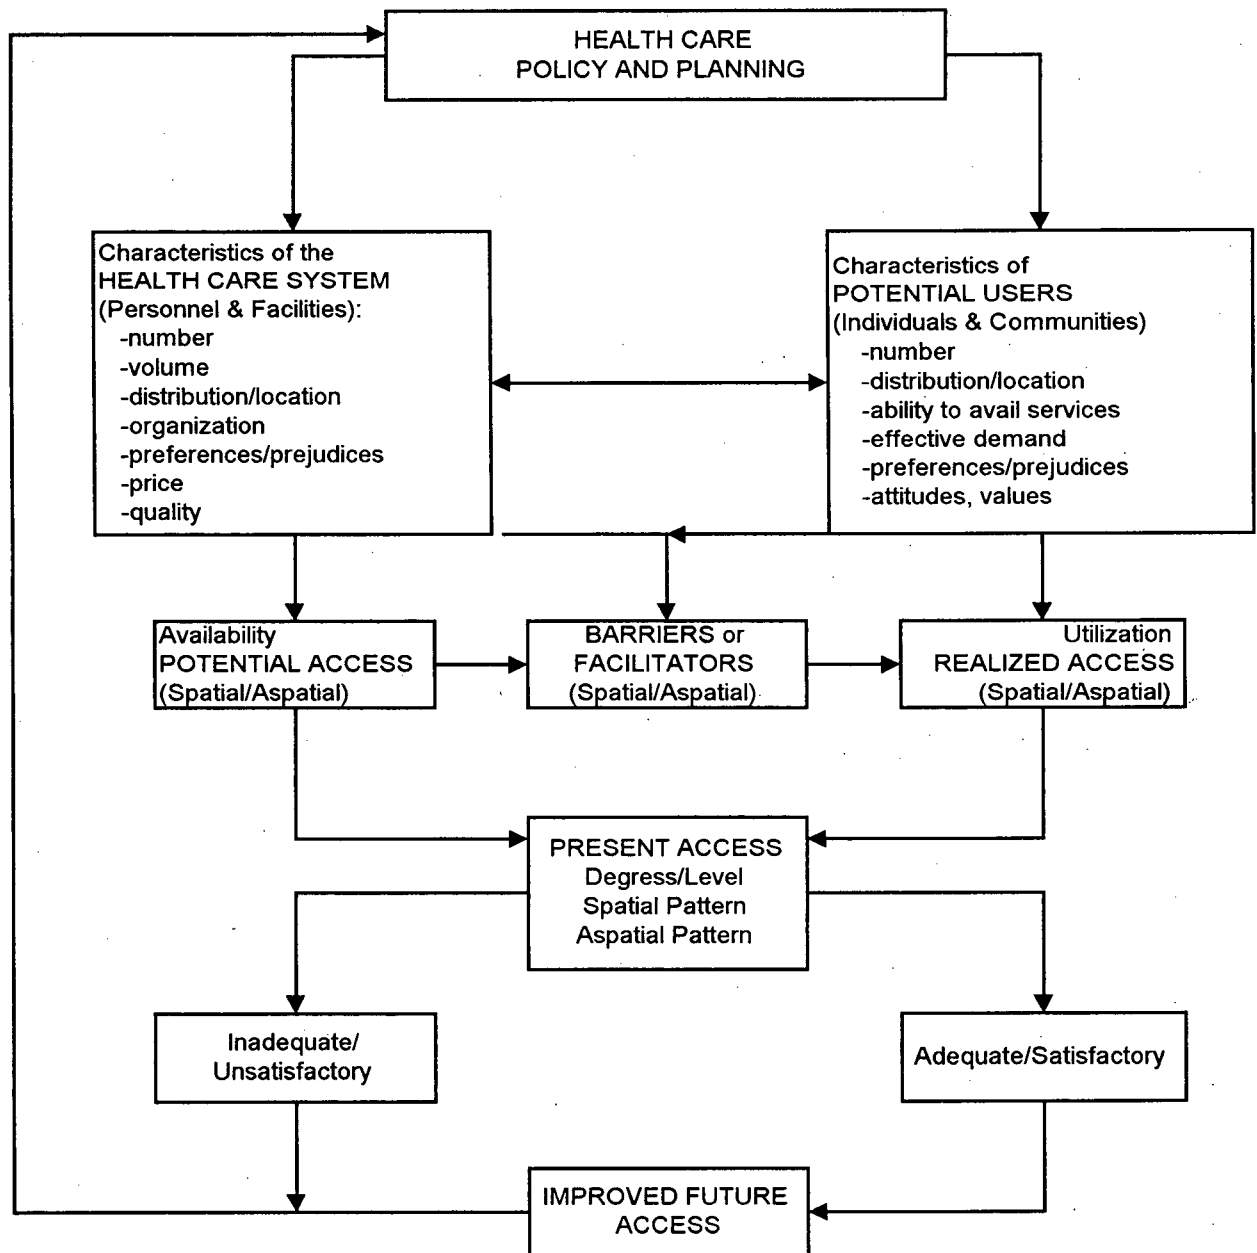 HEALTH CARE
POLICY AND PLANNING
Characteristics of the
HEALTH CARE SYSTEM
(Personnel & Facilities):
-number
-volume
-distribution/location
-organization
-preferences/prejudices
-price
-quality
Characteristics of
POTENTIAL USERS
(Individuals & Communities)
-number
-distribution/location
-ability to avail services
-effective demand
-preferences/prejudices
-attitudes, values
Availability
POTENTIAL ACCESS
(Spatial/Aspatial)
BARRIERS or
FACILITATORS
(Spatial/Aspatial)
Utilization
REALIZED ACCESS
(Spatial/Aspatial)
PRESENT ACCESS
Degress/Level
Spatial Pattern
Aspatial Pattern
Inadequate/
Unsatisfactory
Adequate/Satisfactory
IMPROVED FUTURE
ACCESS